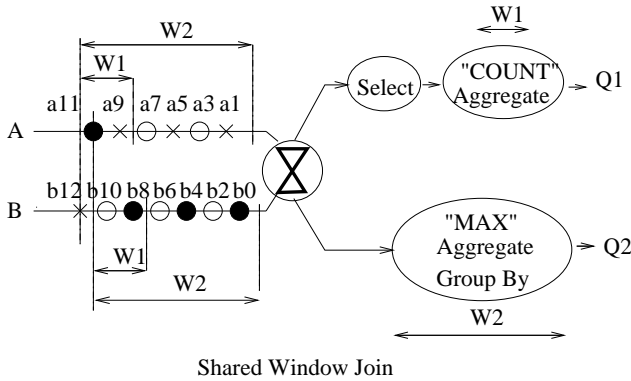 W2
W1
W1
"COUNT"
Aggregate
Select
Q1
a11 a9 a7 a5 a3 a1
A
b12 b10 b8 b6 b4 b2 b0
B
W1
W2
"MAX"
Aggregate
Group By
Q2
W2
Shared Window Join